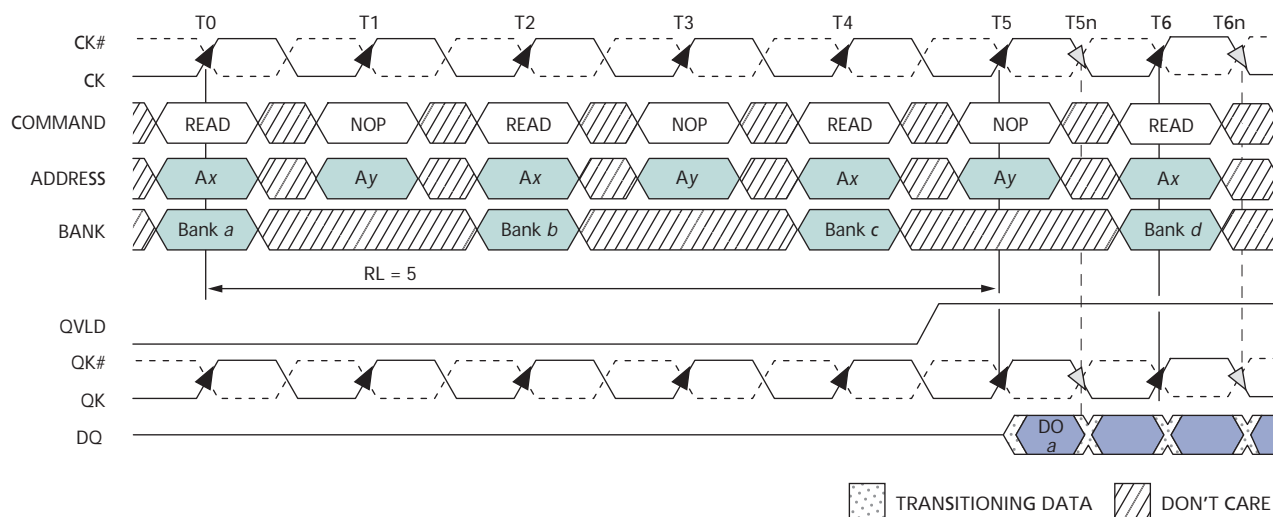 T0 T1 T2 T3 T4 T5 T5n T6 T6n
CK#
CK
COMMAND READ NOP READ NOP READ NOP READ
ADDRESS Ax Ay Ax Ay Ax Ay Ax
BANK Bank a Bank b Bank c Bank d
RL = 5
QVLD
QK#
QK
DQ DO
a
TRANSITIONING DATA DON'T CARE